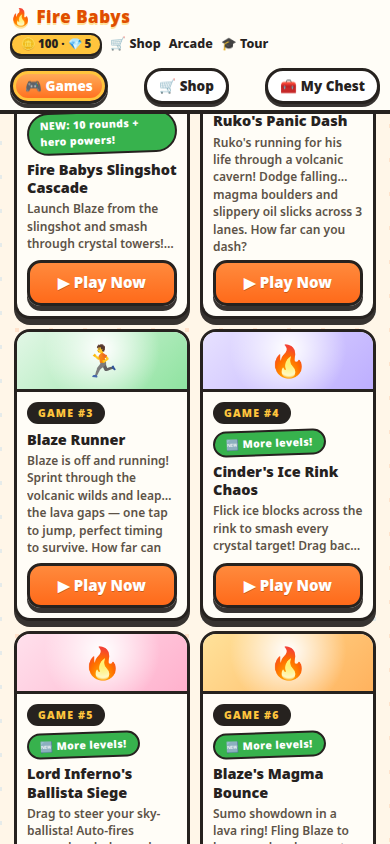 Fire Babys
100 · 5
Shop Arcade Tour
Games
Shop
My Chest
NEW: 10 rounds +
hero powers!
Fire Babys Slingshot
Cascade
Launch Blaze from the
slingshot and smash
through crystal towers!...
▶ Play Now
Ruko's Panic Dash
Ruko's running for his
life through a volcanic
cavern! Dodge falling...
magma boulders and
slippery oil slicks across 3
lanes. How far can you
dash?
▶ Play Now
GAME #3
Blaze Runner
Blaze is off and running!
Sprint through the
volcanic wilds and leap...
the lava gaps — one tap
to jump, perfect timing
to survive. How far can
▶ Play Now
GAME #4
🆕 More levels!
Cinder's Ice Rink
Chaos
Flick ice blocks across the
rink to smash every
crystal target! Drag bac...
▶ Play Now
GAME #5
🆕 More levels!
Lord Inferno's
Ballista Siege
Drag to steer your sky-
ballista! Auto-fires
GAME #6
🆕 More levels!
Blaze's Magma
Bounce
Sumo showdown in a
lava ring! Fling Blaze to